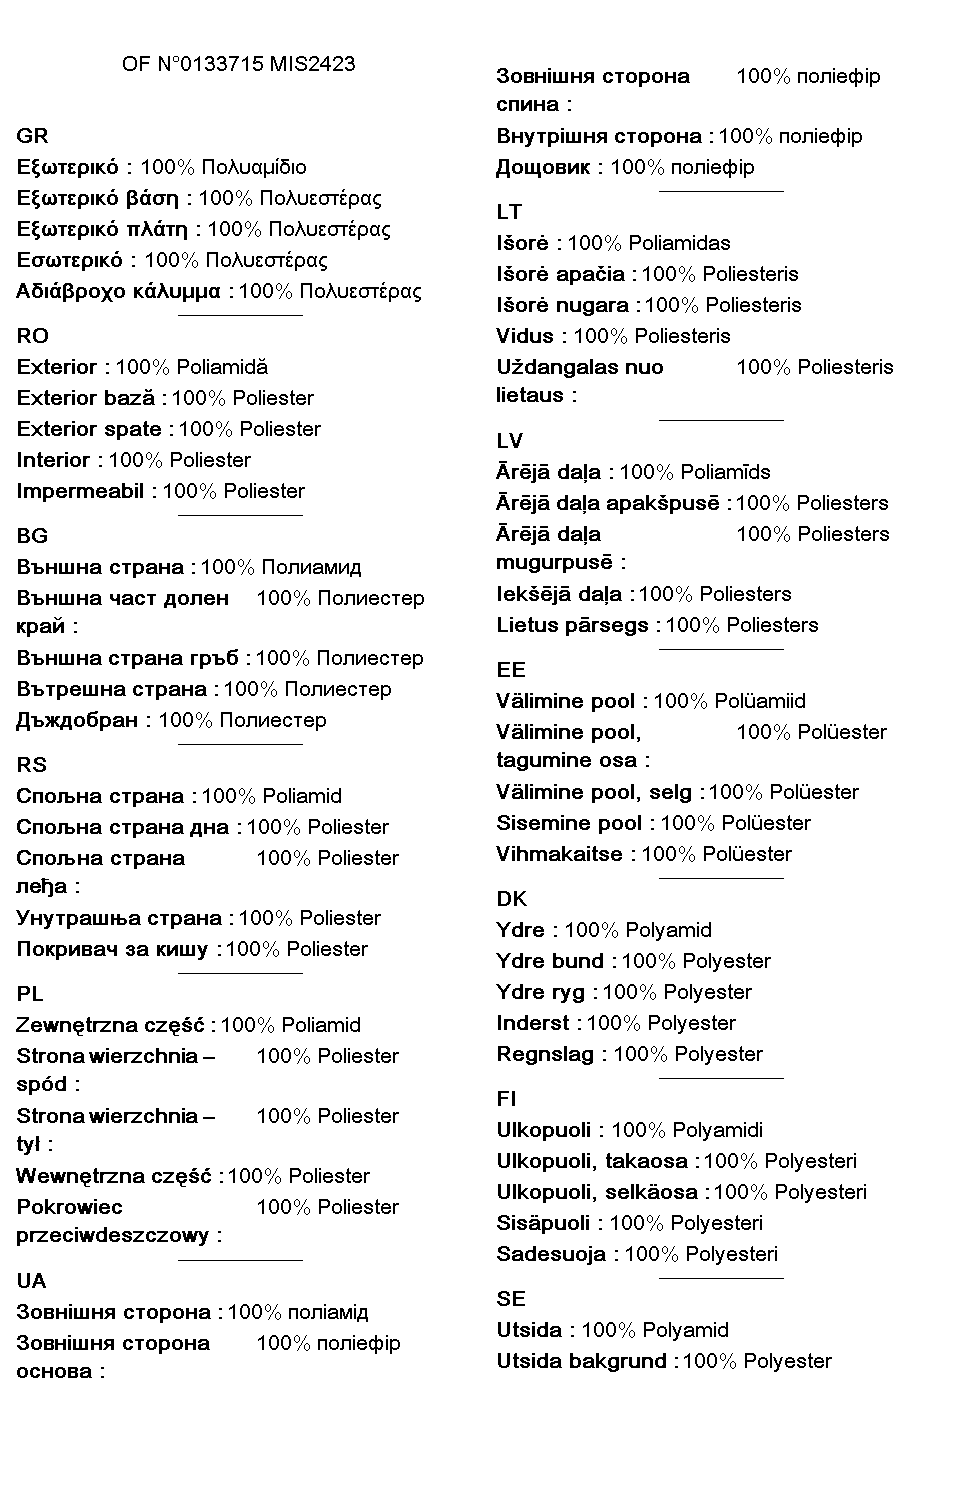 OF N°0133715 MIS2423
GR
Εξωτερικό : 100% Πολυαμίδιο
Εξωτερικό βάση : 100% Πολυεστέρας
Εξωτερικό πλάτη : 100% Πολυεστέρας
Εσωτερικό : 100% Πολυεστέρας
Αδιάβροχο κάλυμμα : 100% Πολυεστέρας
RO
Exterior : 100% Poliamidă
Exterior bază : 100% Poliester
Exterior spate : 100% Poliester
Interior : 100% Poliester
Impermeabil : 100% Poliester
BG
Външна страна : 100% Полиамид
Външна част долен 100% Полиестер
край :
Външна страна гръб : 100% Полиестер
Вътрешна страна : 100% Полиестер
Дъждобран : 100% Полиестер
RS
Спољна страна : 100% Poliamid
Спољна страна дна : 100% Poliester
Спољна страна 100% Poliester
леђа :
Унутрашња страна : 100% Poliester
Покривач за кишу : 100% Poliester
PL
Zewnętrzna część : 100% Poliamid
Strona wierzchnia – 100% Poliester
spód :
Strona wierzchnia – 100% Poliester
tył :
Wewnętrzna część : 100% Poliester
Pokrowiec 100% Poliester
przeciwdeszczowy :
UA
Зовнішня сторона : 100% поліамід
Зовнішня сторона 100% поліефір
основа :
Зовнішня сторона 100% поліефір
спина :
Внутрішня сторона : 100% поліефір
Дощовик : 100% поліефір
LT
Išorė : 100% Poliamidas
Išorė apačia : 100% Poliesteris
Išorė nugara : 100% Poliesteris
Vidus : 100% Poliesteris
Uždangalas nuo 100% Poliesteris
lietaus :
LV
Ārējā daļa : 100% Poliamīds
Ārējā daļa apakšpusē : 100% Poliesters
Ārējā daļa 100% Poliesters
mugurpusē :
Iekšējā daļa : 100% Poliesters
Lietus pārsegs : 100% Poliesters
EE
Välimine pool : 100% Polüamiid
Välimine pool, 100% Polüester
tagumine osa :
Välimine pool, selg : 100% Polüester
Sisemine pool : 100% Polüester
Vihmakaitse : 100% Polüester
DK
Ydre : 100% Polyamid
Ydre bund : 100% Polyester
Ydre ryg : 100% Polyester
Inderst : 100% Polyester
Regnslag : 100% Polyester
FI
Ulkopuoli : 100% Polyamidi
Ulkopuoli, takaosa : 100% Polyesteri
Ulkopuoli, selkäosa : 100% Polyesteri
Sisäpuoli : 100% Polyesteri
Sadesuoja : 100% Polyesteri
SE
Utsida : 100% Polyamid
Utsida bakgrund : 100% Polyester